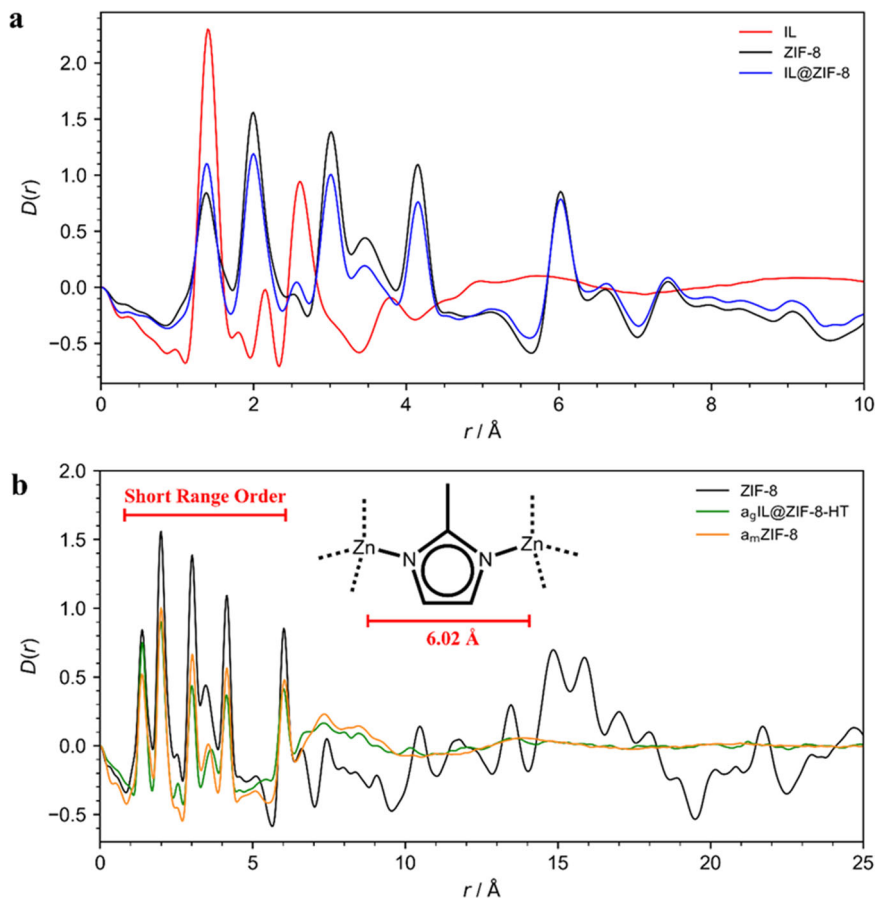 a
IL
ZIF-8
IL@ZIF-8
2.0
1.5
1.0
0.5
0.0
−0.5
D(r)
0 2 4 6 8 10
r / Å
b
Short Range Order
ZIF-8
agIL@ZIF-8-HT
amZIF-8
Zn N N Zn
6.02 Å
2.0
1.5
1.0
0.5
0.0
−0.5
D(r)
0 5 10 15 20 25
r / Å